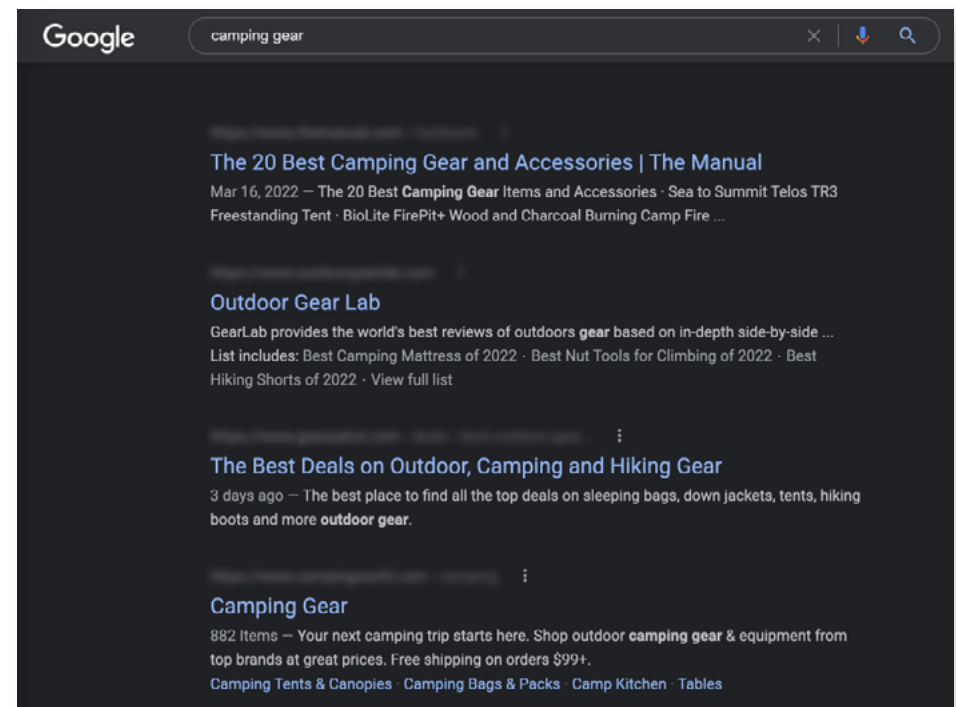 Google
camping gear
The 20 Best Camping Gear and Accessories | The Manual
Mar 16, 2022 — The 20 Best Camping Gear Items and Accessories · Sea to Summit Telos TR3
Freestanding Tent · BioLite FirePit+ Wood and Charcoal Burning Camp Fire ...
Outdoor Gear Lab
GearLab provides the world's best reviews of outdoors gear based on in-depth side-by-side ...
List includes: Best Camping Mattress of 2022 · Best Nut Tools for Climbing of 2022 · Best
Hiking Shorts of 2022 · View full list
The Best Deals on Outdoor, Camping and Hiking Gear
3 days ago — The best place to find all the top deals on sleeping bags, down jackets, tents, hiking
boots and more outdoor gear.
Camping Gear
882 Items — Your next camping trip starts here. Shop outdoor camping gear & equipment from
top brands at great prices. Free shipping on orders $99+.
Camping Tents & Canopies · Camping Bags & Packs · Camp Kitchen · Tables